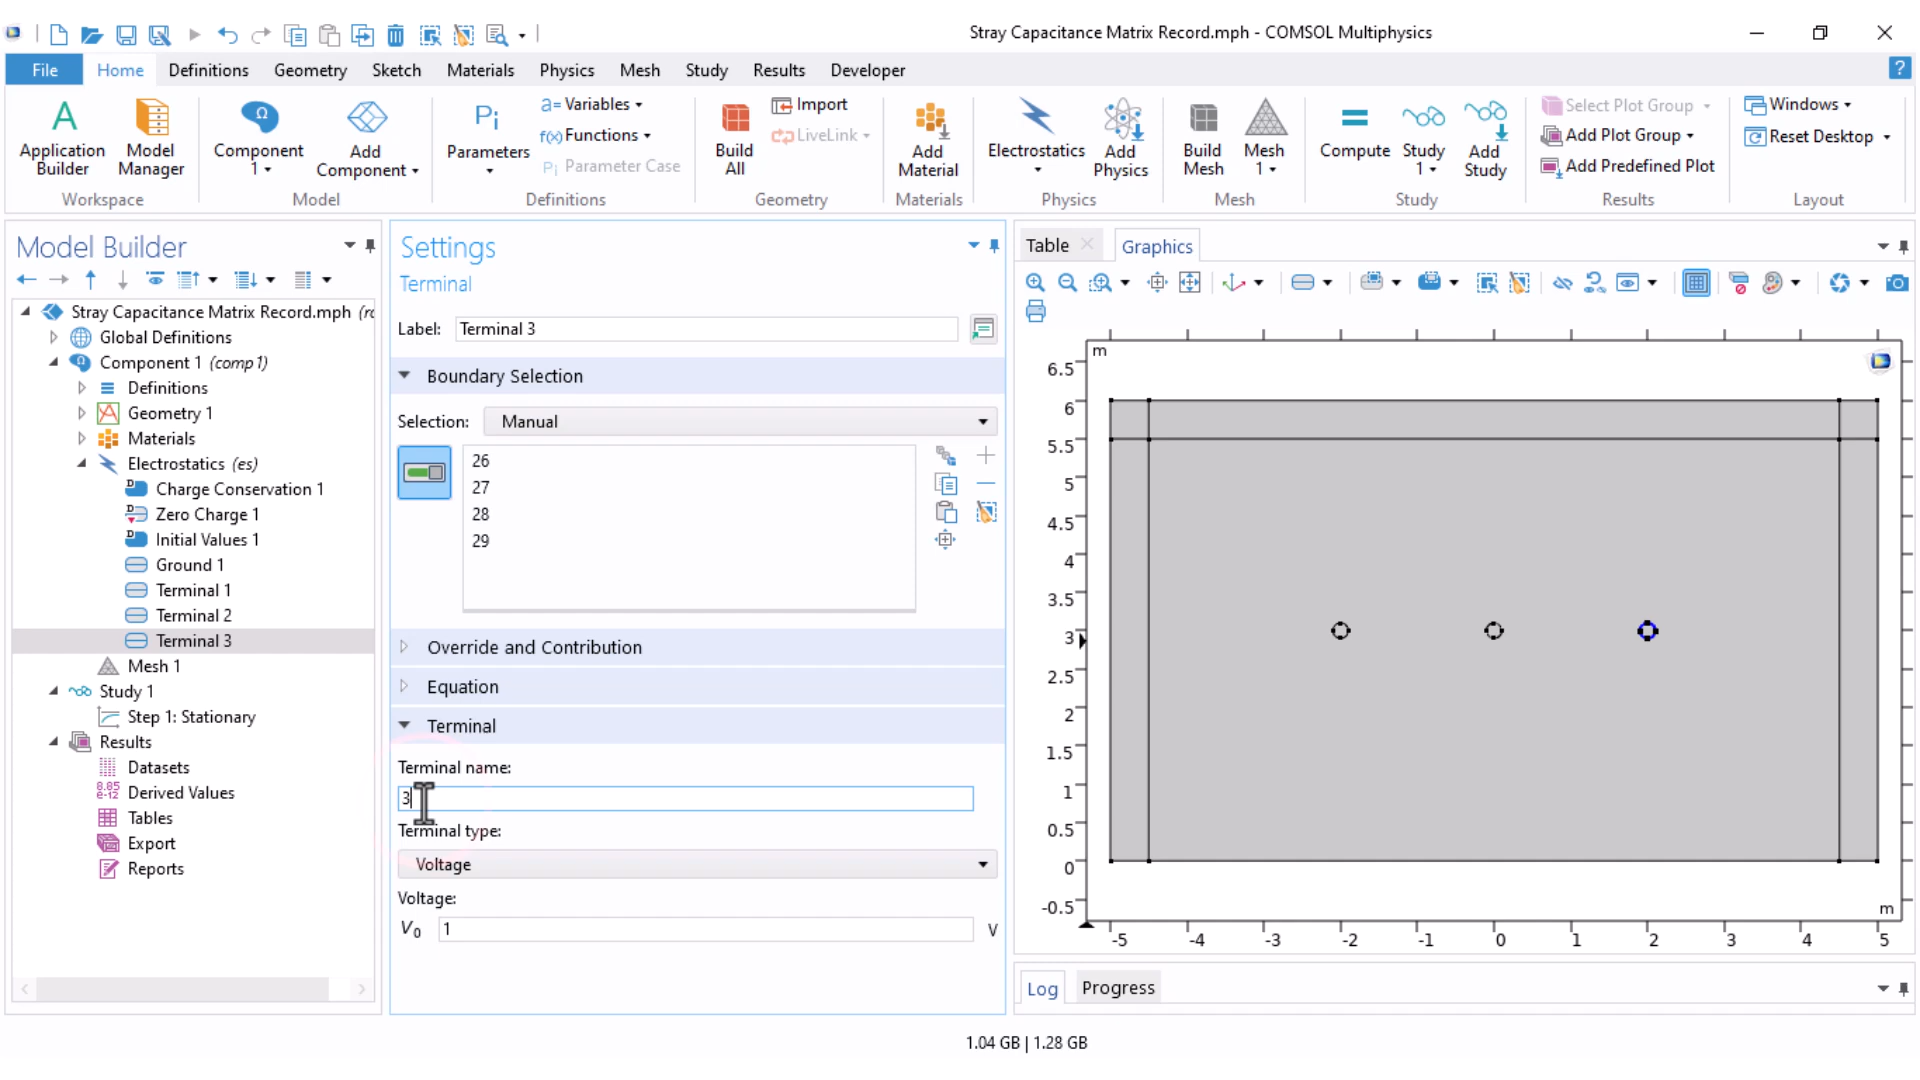 Stray Capacitance Matrix Record.mph - COMSOL Multiphysics
File Home Definitions Geometry Sketch Materials Physics Mesh Study Results Developer ?
Application Builder
Model Manager
Workspace
Component 1
Add Component
Model
Pi Parameters
a= Variables
f(x) Functions
Pi Parameter Case
Definitions
Build All
Import
LiveLink
Geometry
Add Material
Materials
Electrostatics
Add Physics
Physics
Build Mesh
Mesh 1
Mesh
Compute
Study 1
Add Study
Study
Select Plot Group
Add Plot Group
Add Predefined Plot
Results
Windows
Reset Desktop
Layout
Model Builder
Stray Capacitance Matrix Record.mph (ro
Global Definitions
Component 1 (comp1)
Definitions
Geometry 1
Materials
Electrostatics (es)
Charge Conservation 1
Zero Charge 1
Initial Values 1
Ground 1
Terminal 1
Terminal 2
Terminal 3
Mesh 1
Study 1
Step 1: Stationary
Results
Datasets
8.85
e-12
Derived Values
Tables
Export
Reports
Settings
Terminal
Label: Terminal 3
Boundary Selection
Selection: Manual
26
27
28
29
Override and Contribution
Equation
Terminal
Terminal name:
3
Terminal type:
Voltage
Voltage:
V0 1 V
Table Graphics
m
6.5
6
5.5
5
4.5
4
3.5
3
2.5
2
1.5
1
0.5
0
-0.5
m
-5 -4 -3 -2 -1 0 1 2 3 4 5
Log Progress
1.04 GB | 1.28 GB